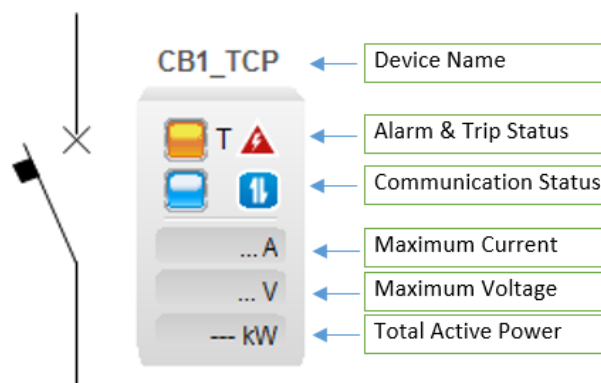 CB1_TCP
Device Name
T
Alarm & Trip Status
Communication Status
... A
Maximum Current
... V
Maximum Voltage
--- kW
Total Active Power